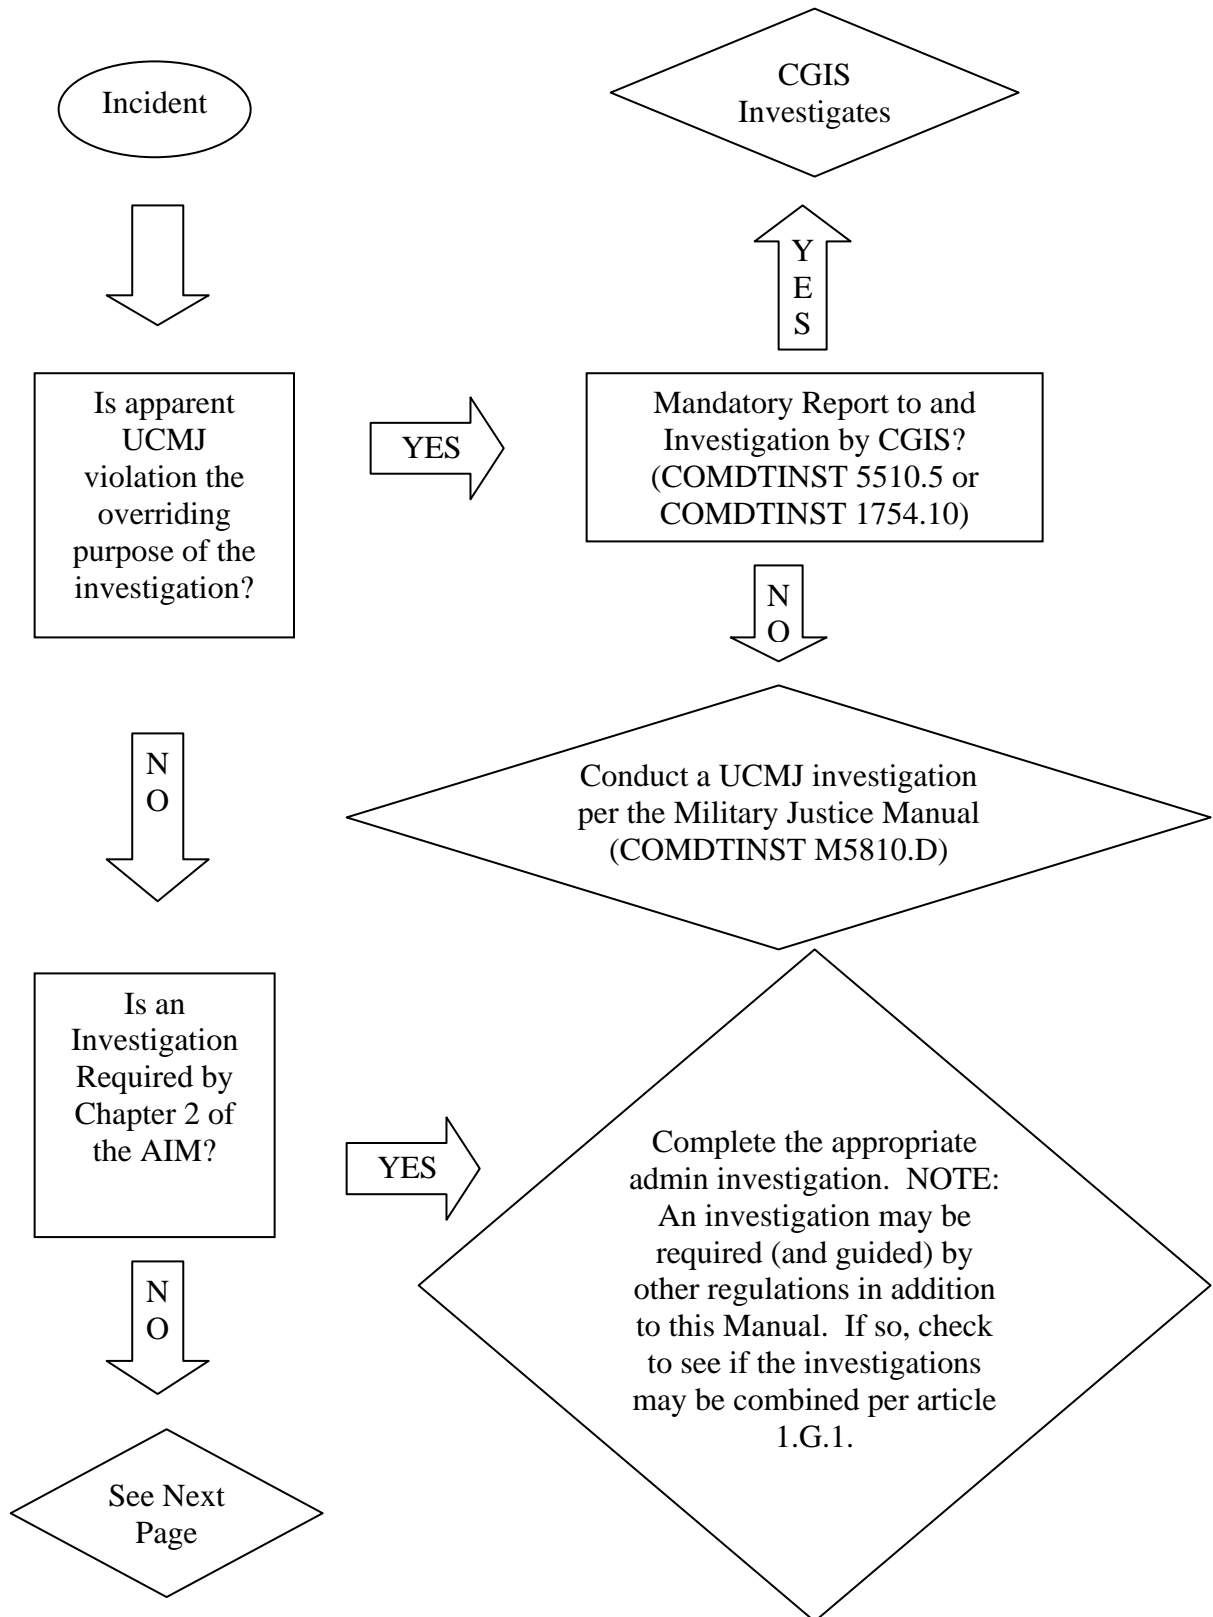 Incident
CGIS
Investigates
Y
E
S
Is apparent
UCMJ
violation the
overriding
purpose of the
investigation?
YES
Mandatory Report to and
Investigation by CGIS?
(COMDTINST 5510.5 or
COMDTINST 1754.10)
N
O
N
O
Conduct a UCMJ investigation
per the Military Justice Manual
(COMDTINST M5810.D)
Is an
Investigation
Required by
Chapter 2 of
the AIM?
YES
Complete the appropriate
admin investigation.  NOTE:
An investigation may be
required (and guided) by
other regulations in addition
to this Manual.  If so, check
to see if the investigations
may be combined per article
1.G.1.
N
O
See Next
Page